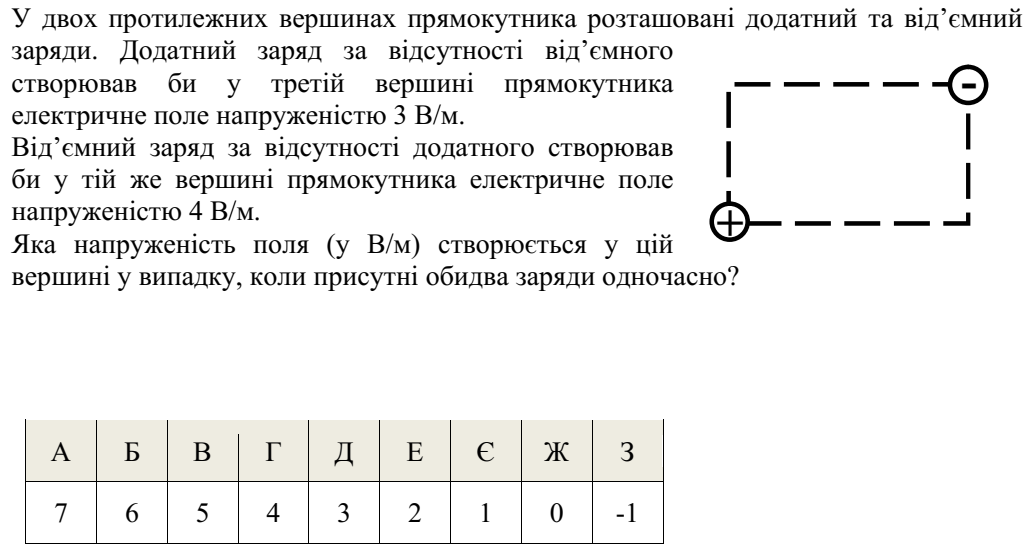 У двох протилежних вершинах прямокутника розташовані додатний та від’ємний
заряди. Додатний заряд за відсутності від’ємного
створював би у третій вершині прямокутника
електричне поле напруженістю 3 В/м.
Від’ємний заряд за відсутності додатного створював
би у тій же вершині прямокутника електричне поле
напруженістю 4 В/м.
Яка напруженість поля (у В/м) створюється у цій
вершині у випадку, коли присутні обидва заряди одночасно?
-
+
А Б В Г Д Е Є Ж З
7 6 5 4 3 2 1 0 -1